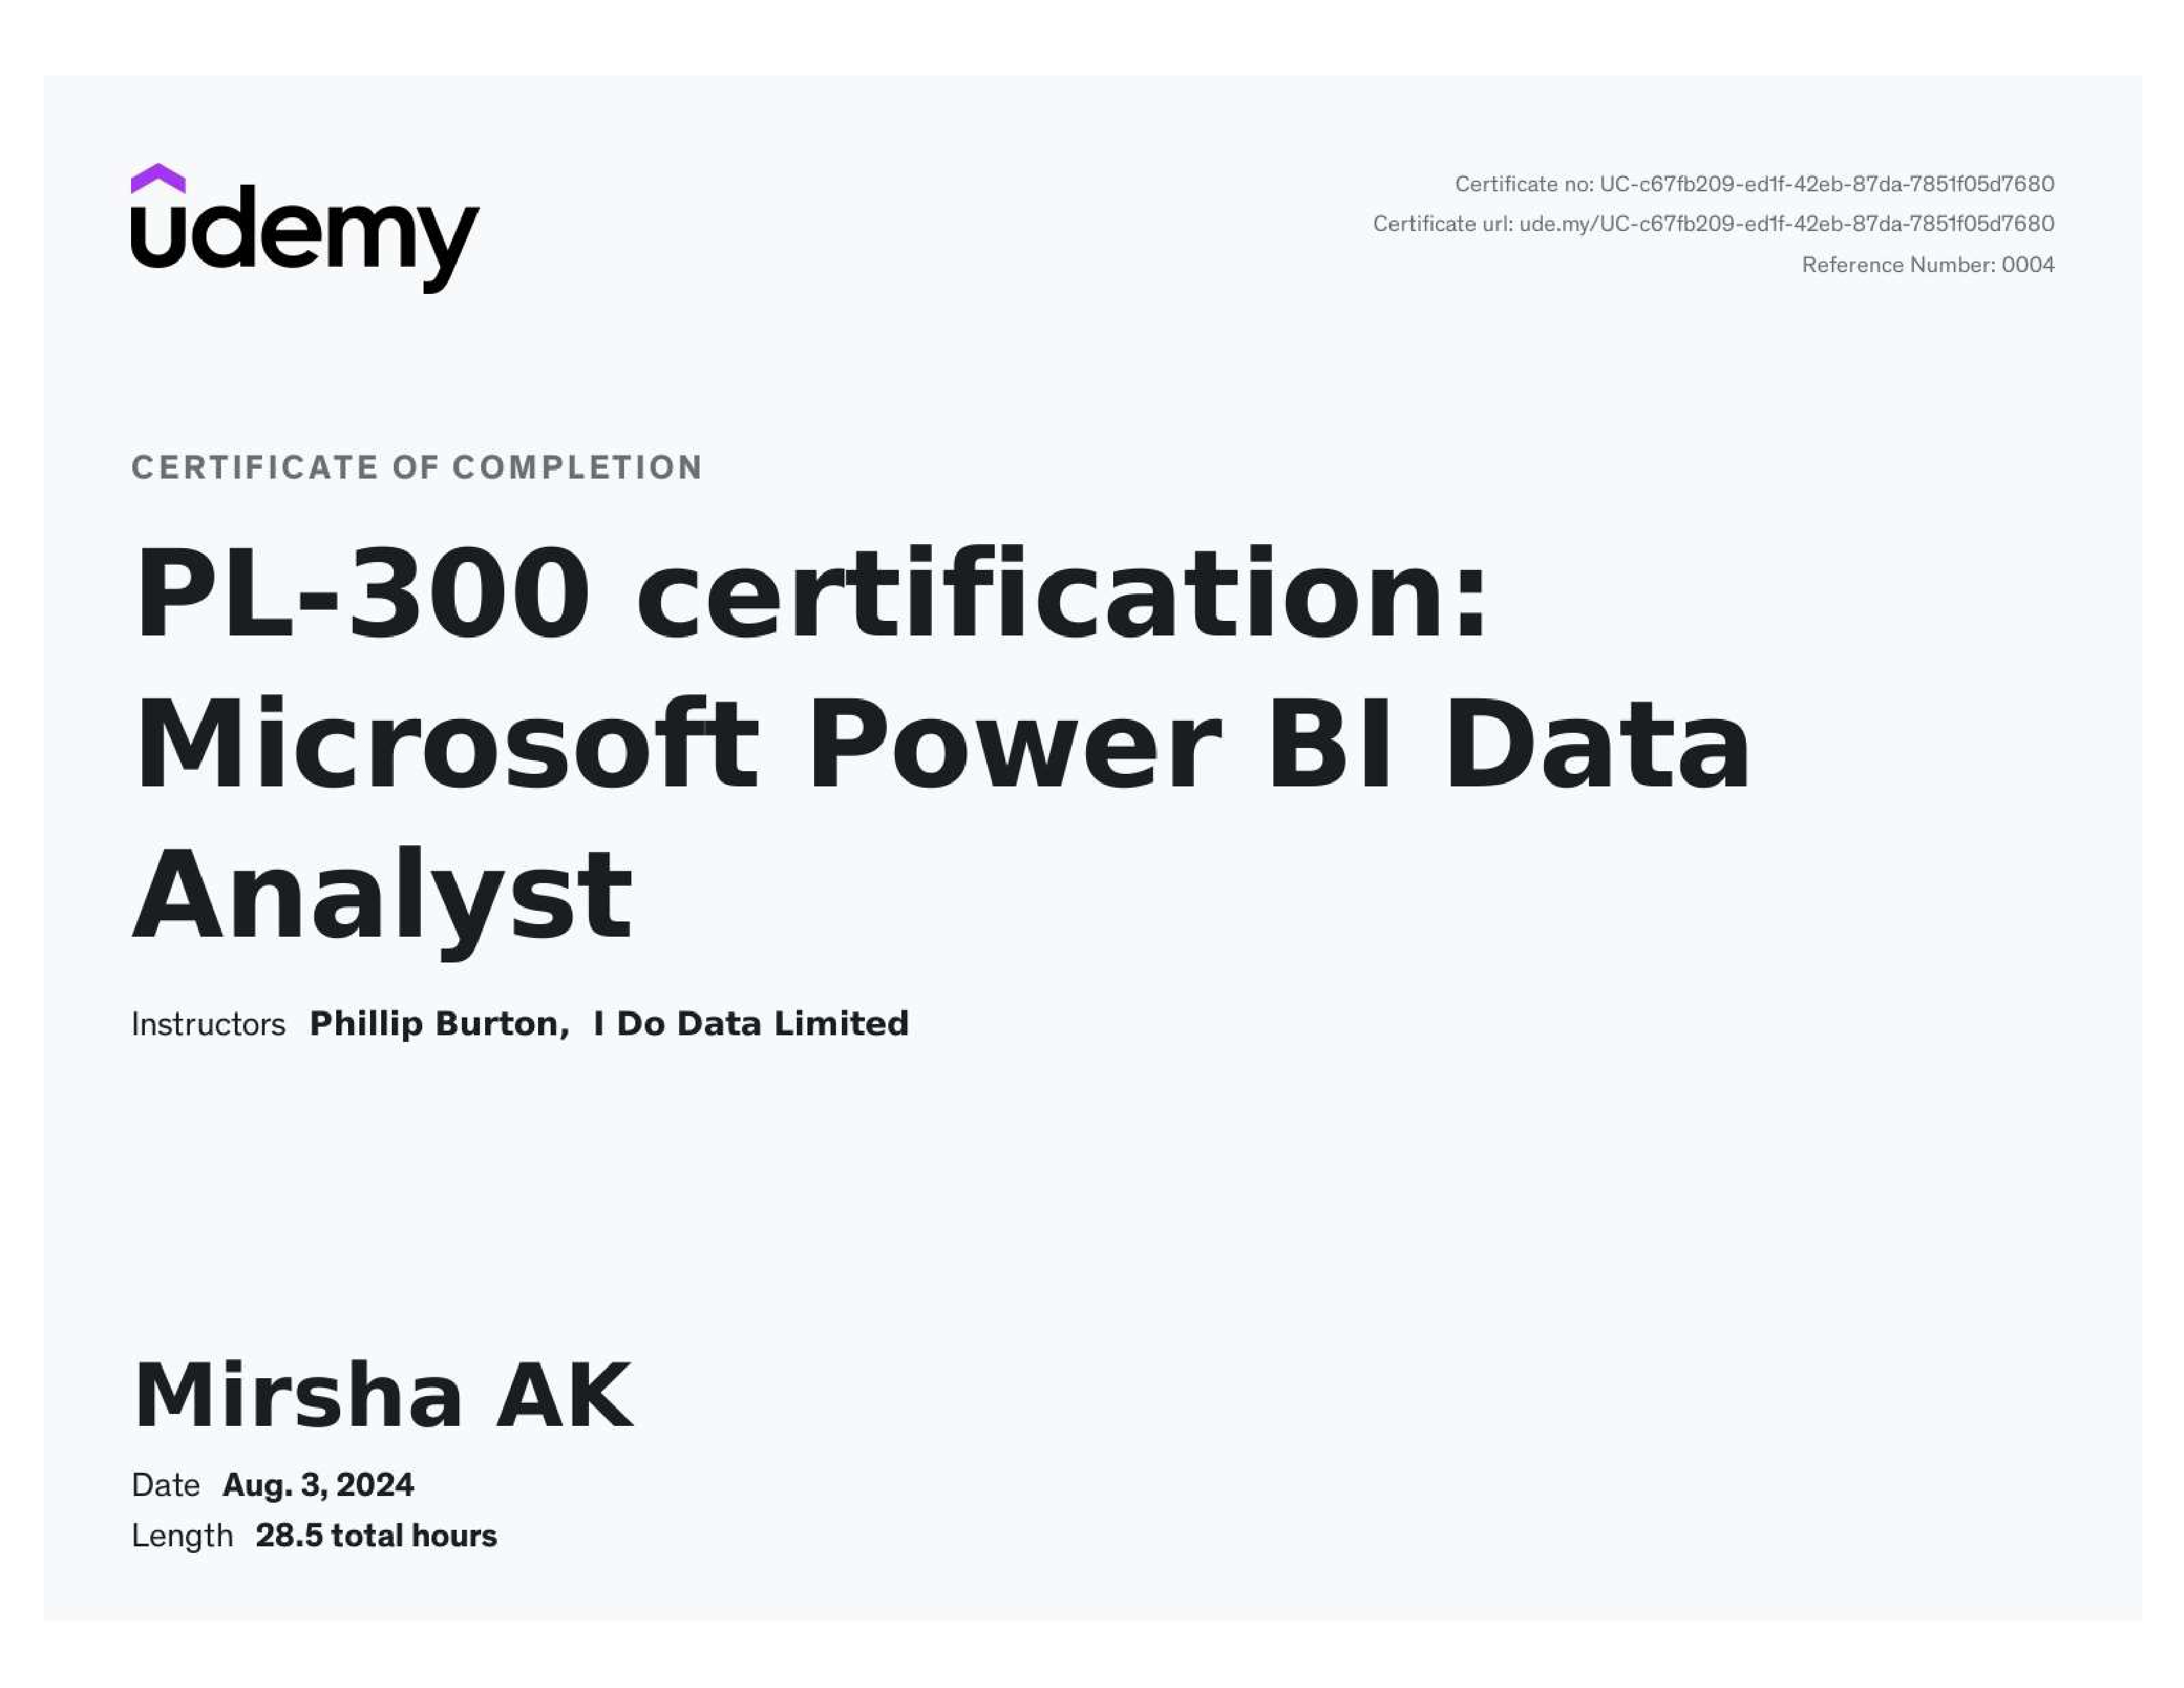 udemy
Certificate no: UC-c67fb209-ed1f-42eb-87da-7851f05d7680
Certificate url: ude.my/UC-c67fb209-ed1f-42eb-87da-7851f05d7680
Reference Number: 0004
CERTIFICATE OF COMPLETION
PL-300 certification:
Microsoft Power BI Data
Analyst
Instructors Phillip Burton, I Do Data Limited
Mirsha AK
Date Aug. 3, 2024
Length 28.5 total hours